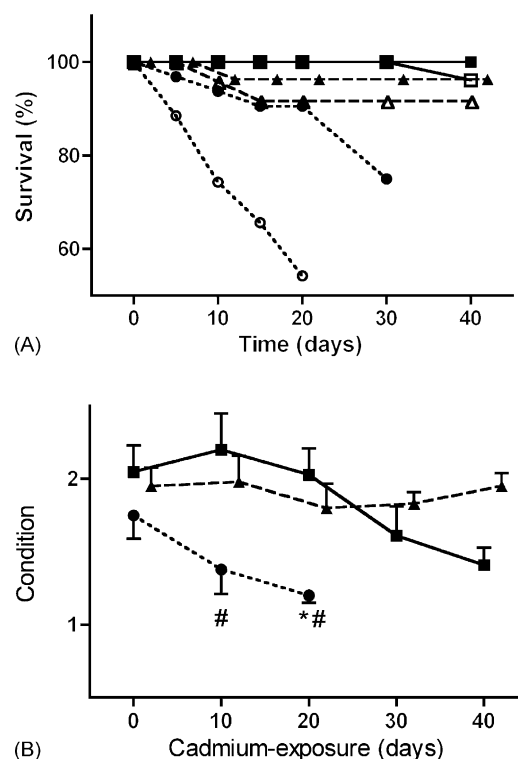 100
80
60
Survival (%)
0 10 20 30 40
Time (days)
(A)
2
1
Condition
# *#
0 10 20 30 40
Cadmium-exposure (days)
(B)